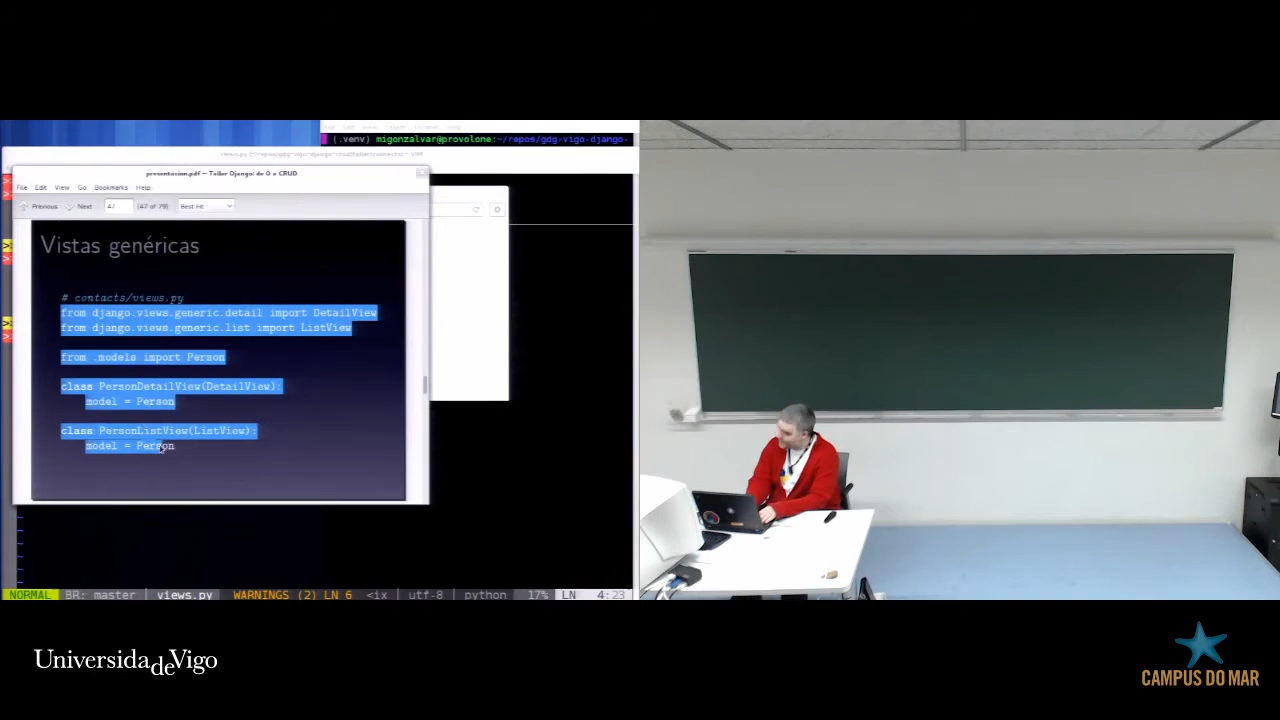 (.venv) migonzalvar@provolone:~/repos/gdg-vigo-django-
presentacion.pdf — Taller Django: de 0 a CRUD
File Edit View Go Bookmarks Help
Previous Next 47 (47 of 79) Best Fit
Vistas genéricas
# contacts/views.py
from django.views.generic.detail import DetailView
from django.views.generic.list import ListView
from .models import Person
class PersonDetailView(DetailView):
model = Person
class PersonListView(ListView):
model = Person
NORMAL BR: master | views.py WARNINGS (2) LN 6 <ix | utf-8 | python 17% LN 4:23
UniversidadeVigo
CAMPUS DO MAR